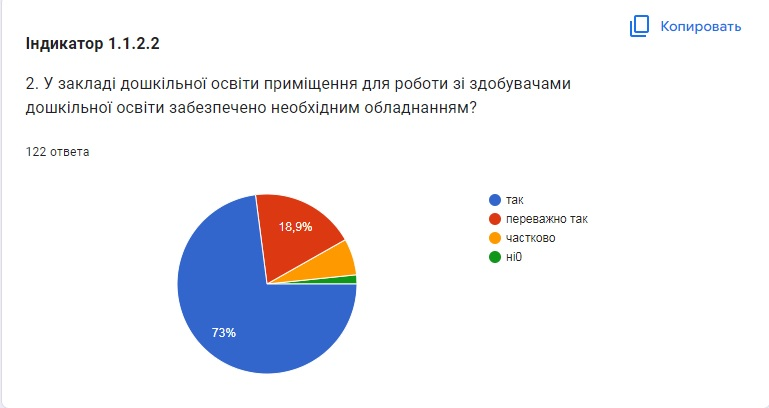 Копировать
Індикатор 1.1.2.2
2. У закладі дошкільної освіти приміщення для роботи зі здобувачами
дошкільної освіти забезпечено необхідним обладнанням?
122 ответа
18,9%
73%
так
переважно так
частково
ні0